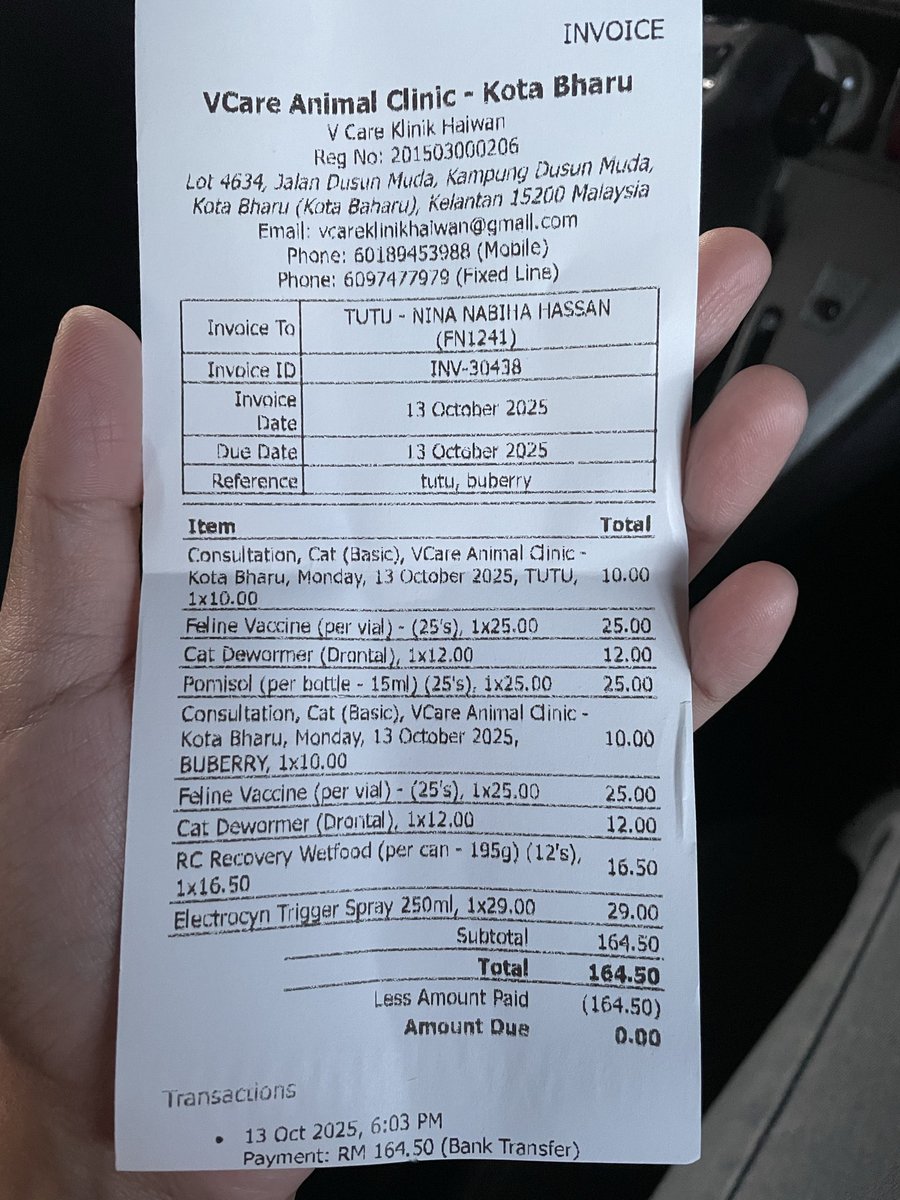 INVOICE
VCare Animal Clinic - Kota Bharu
V Care Klinik Haiwan
Reg No: 201503000206
Lot 4634, Jalan Dusun Muda, Kampung Dusun Muda,
Kota Bharu (Kota Baharu), Kelantan 15200 Malaysia
Email: vcareklinikhaiwan@gmail.com
Phone: 60189453988 (Mobile)
Phone: 6097477979 (Fixed Line)
Invoice To TUTU - NINA NABIHA HASSAN
(FN1241)
Invoice ID INV-30438
Invoice
Date 13 October 2025
Due Date 13 October 2025
Reference tutu, buberry
Item Total
Consultation, Cat (Basic), VCare Animal Clinic -
Kota Bharu, Monday, 13 October 2025, TUTU, 10.00
1x10.00
Feline Vaccine (per vial) - (25's), 1x25.00 25.00
Cat Dewormer (Drontal), 1x12.00 12.00
Pomisol (per bottle - 15ml) (25's), 1x25.00 25.00
Consultation, Cat (Basic), VCare Animal Clinic -
Kota Bharu, Monday, 13 October 2025, 10.00
BUBERRY, 1x10.00
Feline Vaccine (per vial) - (25's), 1x25.00 25.00
Cat Dewormer (Drontal), 1x12.00 12.00
RC Recovery Wetfood (per can - 195g) (12's), 16.50
1x16.50
Electrocyn Trigger Spray 250ml, 1x29.00 29.00
Subtotal 164.50
Total 164.50
Less Amount Paid (164.50)
Amount Due 0.00
Transactions
• 13 Oct 2025, 6:03 PM
Payment: RM 164.50 (Bank Transfer)